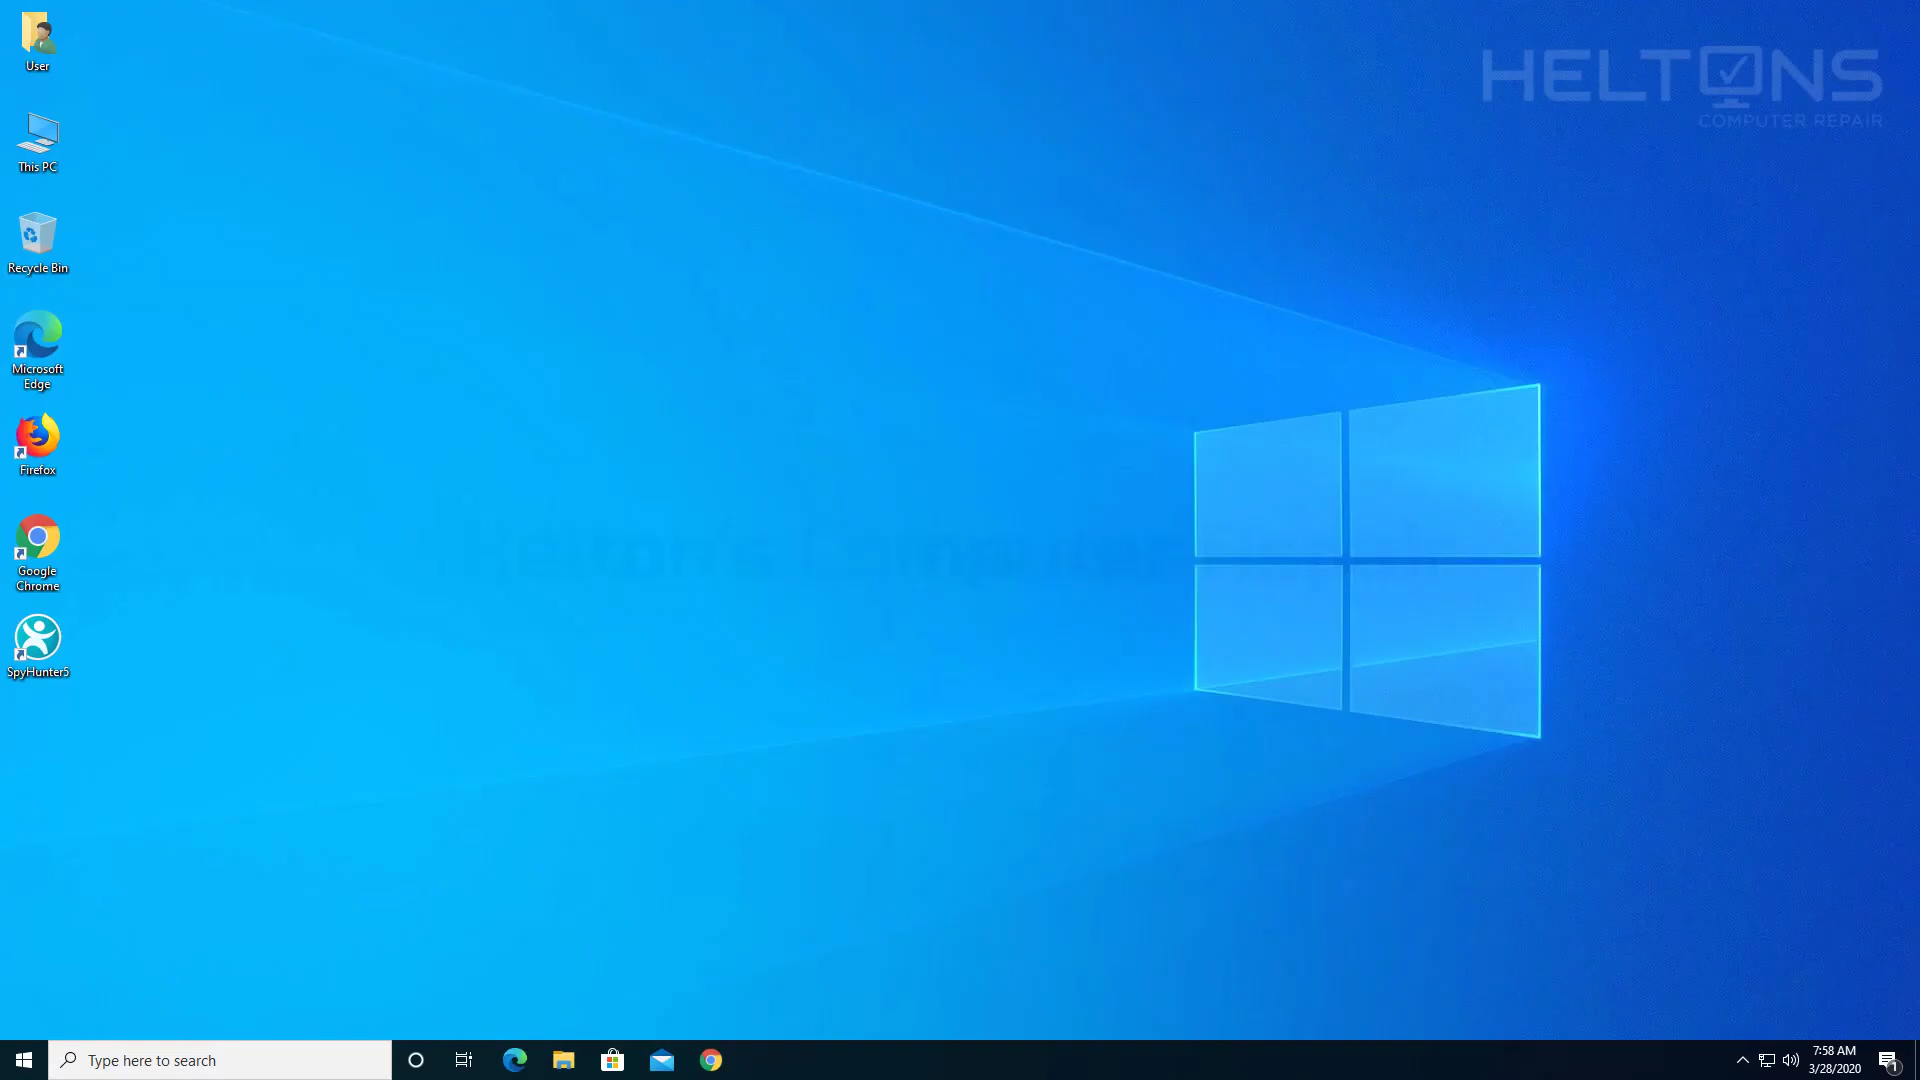 User
HELTONS
COMPUTER REPAIR
This PC
Recycle Bin
Microsoft
Edge
Firefox
Google
Chrome
SpyHunter5
Type here to search
7:58 AM
3/28/2020
1